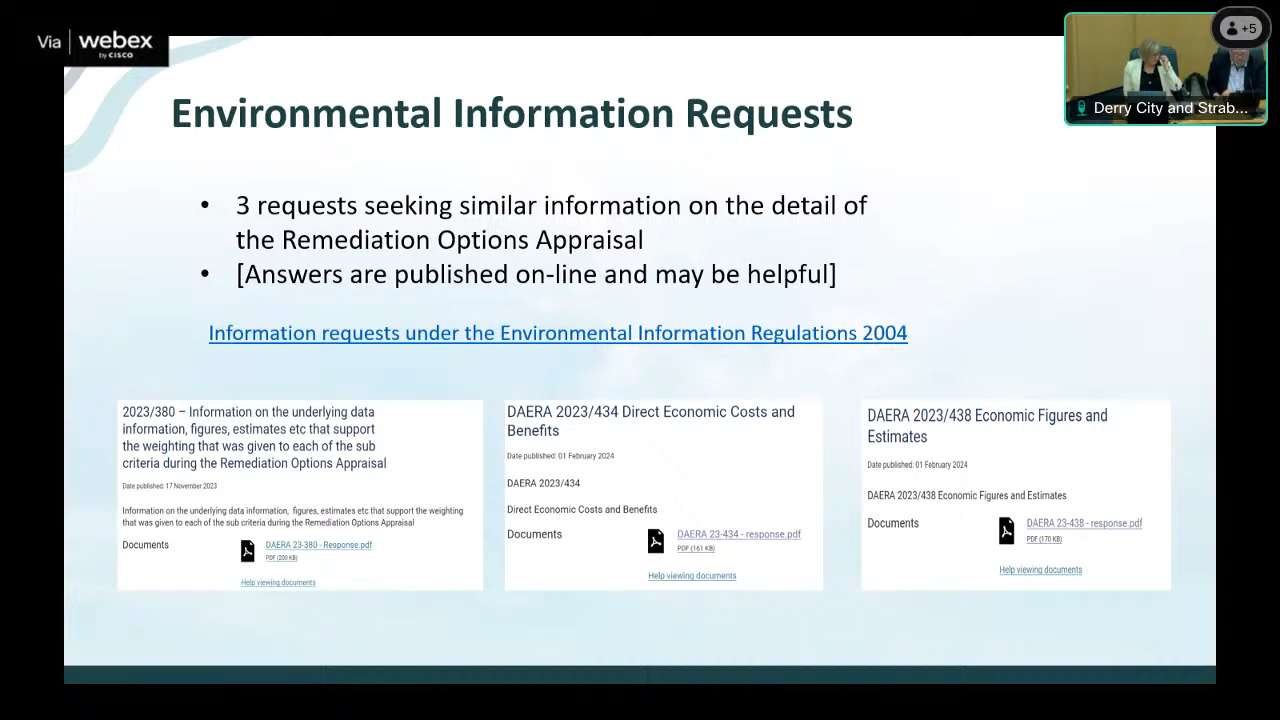 Via webex
by CISCO
+5
Derry City and Strab...
Environmental Information Requests
• 3 requests seeking similar information on the detail of
the Remediation Options Appraisal
• [Answers are published on-line and may be helpful]
Information requests under the Environmental Information Regulations 2004
2023/380 – Information on the underlying data
information, figures, estimates etc that support
the weighting that was given to each of the sub
criteria during the Remediation Options Appraisal
Date published: 17 November 2023
Information on the underlying data information, figures, estimates etc that support the weighting
that was given to each of the sub criteria during the Remediation Options Appraisal
Documents
DAERA 23-380 - Response.pdf
PDF (200 KB)
Help viewing documents
DAERA 2023/434 Direct Economic Costs and
Benefits
Date published: 01 February 2024
DAERA 2023/434
Direct Economic Costs and Benefits
Documents
DAERA 23-434 - response.pdf
PDF (161 KB)
Help viewing documents
DAERA 2023/438 Economic Figures and
Estimates
Date published: 01 February 2024
DAERA 2023/438 Economic Figures and Estimates
Documents
DAERA 23-438 - response.pdf
PDF (170 KB)
Help viewing documents